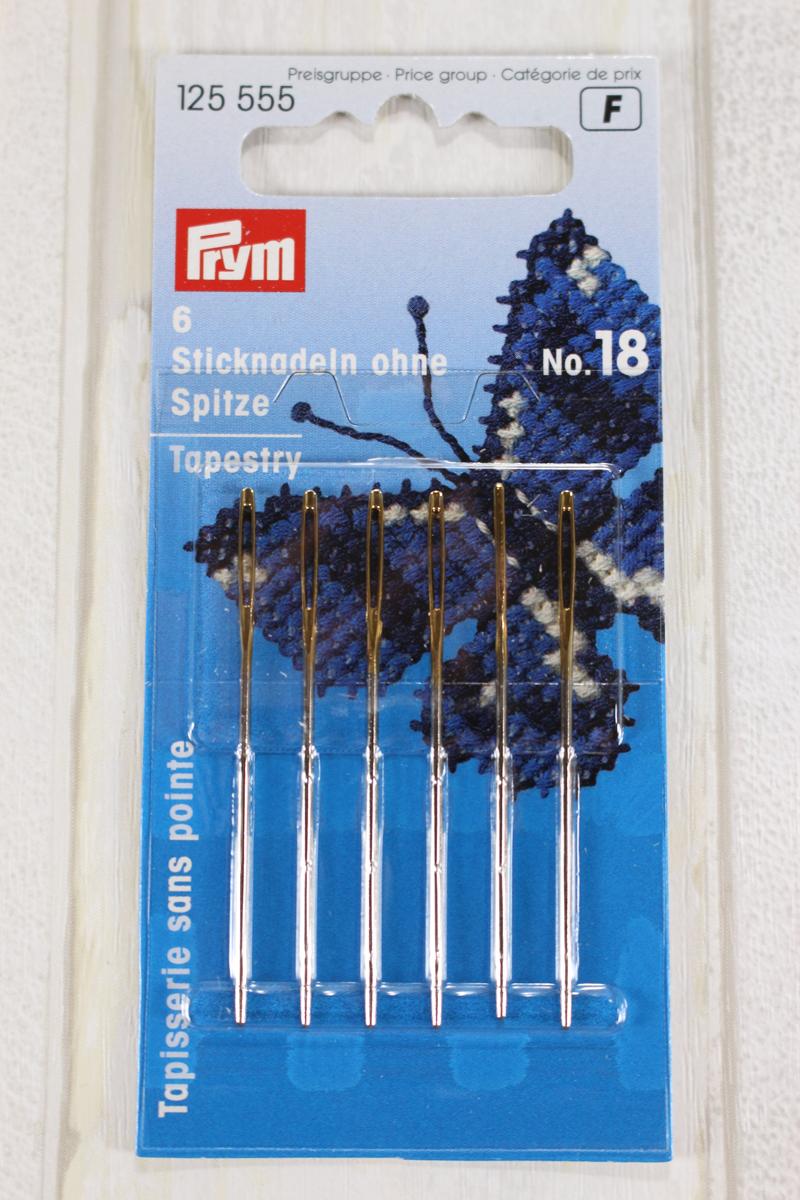 Preisgruppe · Price group · Catégorie de prix
125 555
F
Prym
6
Sticknadeln ohne
Spitze
No. 18
Tapestry
Tapisserie sans pointe